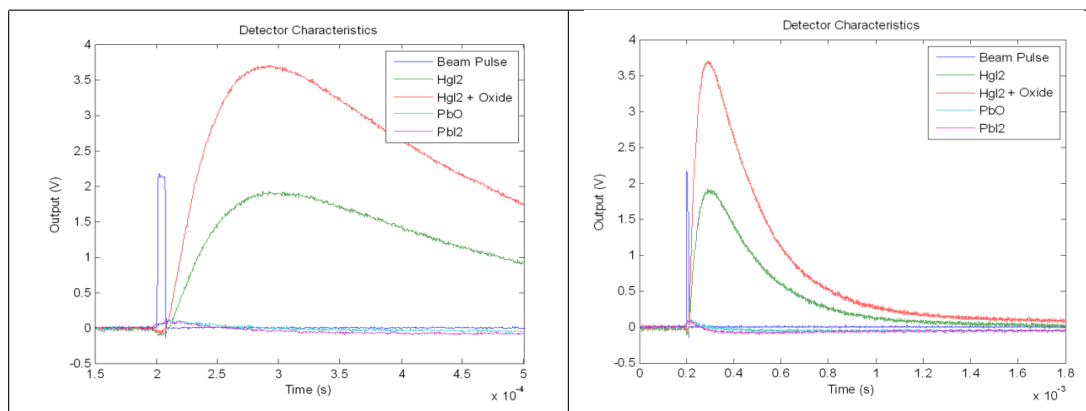 Detector Characteristics
4
3.5
3
2.5
2
1.5
1
0.5
0
-0.5
Output (V)
Beam Pulse
HgI2
HgI2 + Oxide
PbO
PbI2
1.5 2 2.5 3 3.5 4 4.5 5
Time (s)
x 10⁻⁴
Detector Characteristics
4
3.5
3
2.5
2
1.5
1
0.5
0
-0.5
Output (V)
Beam Pulse
HgI2
HgI2 + Oxide
PbO
PbI2
0 0.2 0.4 0.6 0.8 1 1.2 1.4 1.6 1.8
Time (s)
x 10⁻³